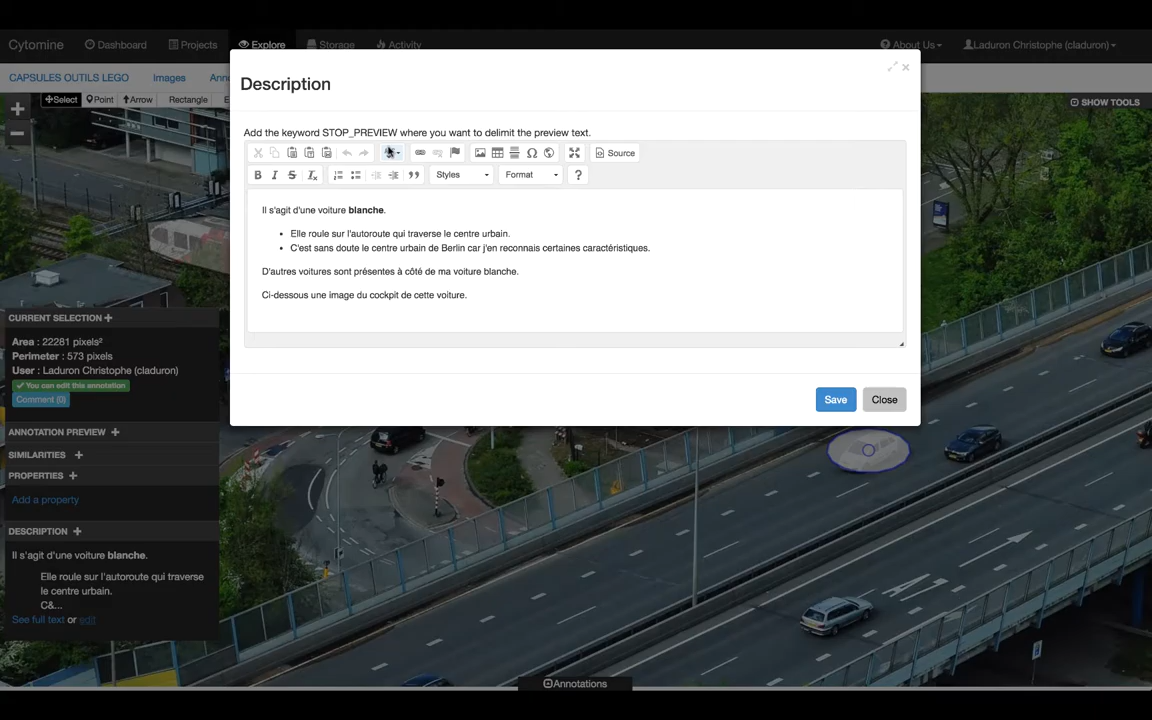 Cytomine Dashboard Projects Explore Storage Activity About Us Laduron Christophe (claduron)
CAPSULES OUTILS LEGO Images
Select Point Arrow Rectangle
SHOW TOOLS
Description
Add the keyword STOP_PREVIEW where you want to delimit the preview text.
Source
Styles Format ?
Il s'agit d'une voiture blanche.
Elle roule sur l'autoroute qui traverse le centre urbain.
C'est sans doute le centre urbain de Berlin car j'en reconnais certaines caractéristiques.
D'autres voitures sont présentes à côté de ma voiture blanche.
Ci-dessous une image du cockpit de cette voiture.
Save Close
CURRENT SELECTION
Area : 22281 pixels²
Perimeter : 573 pixels
User : Laduron Christophe (claduron)
You can edit this annotation
Comment (0)
ANNOTATION PREVIEW
SIMILARITIES
PROPERTIES
Add a property
DESCRIPTION
Il s'agit d'une voiture blanche.
Elle roule sur l'autoroute qui traverse
le centre urbain.
C&...
See full text or edit
Annotations